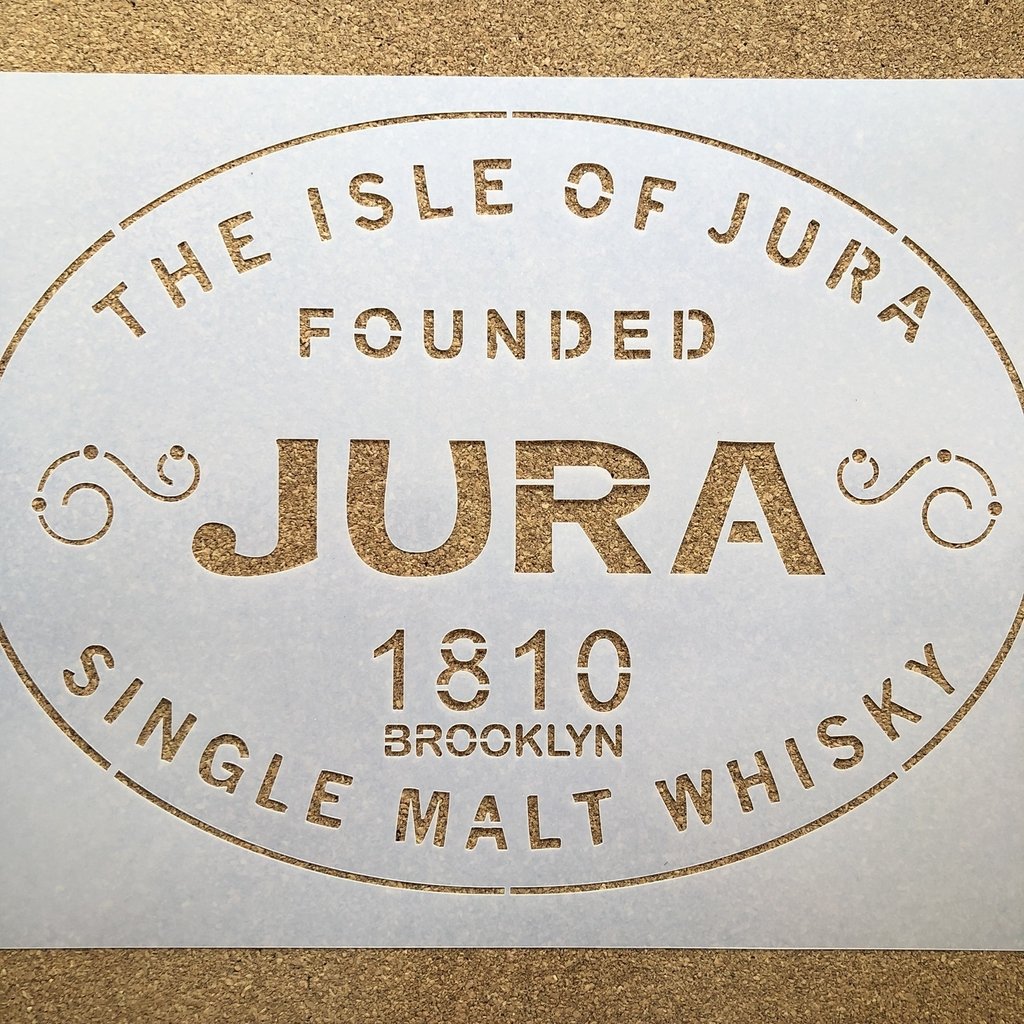 THE ISLE OF JURA
FOUNDED
JURA
1810
BROOKLYN
SINGLE MALT WHISKY